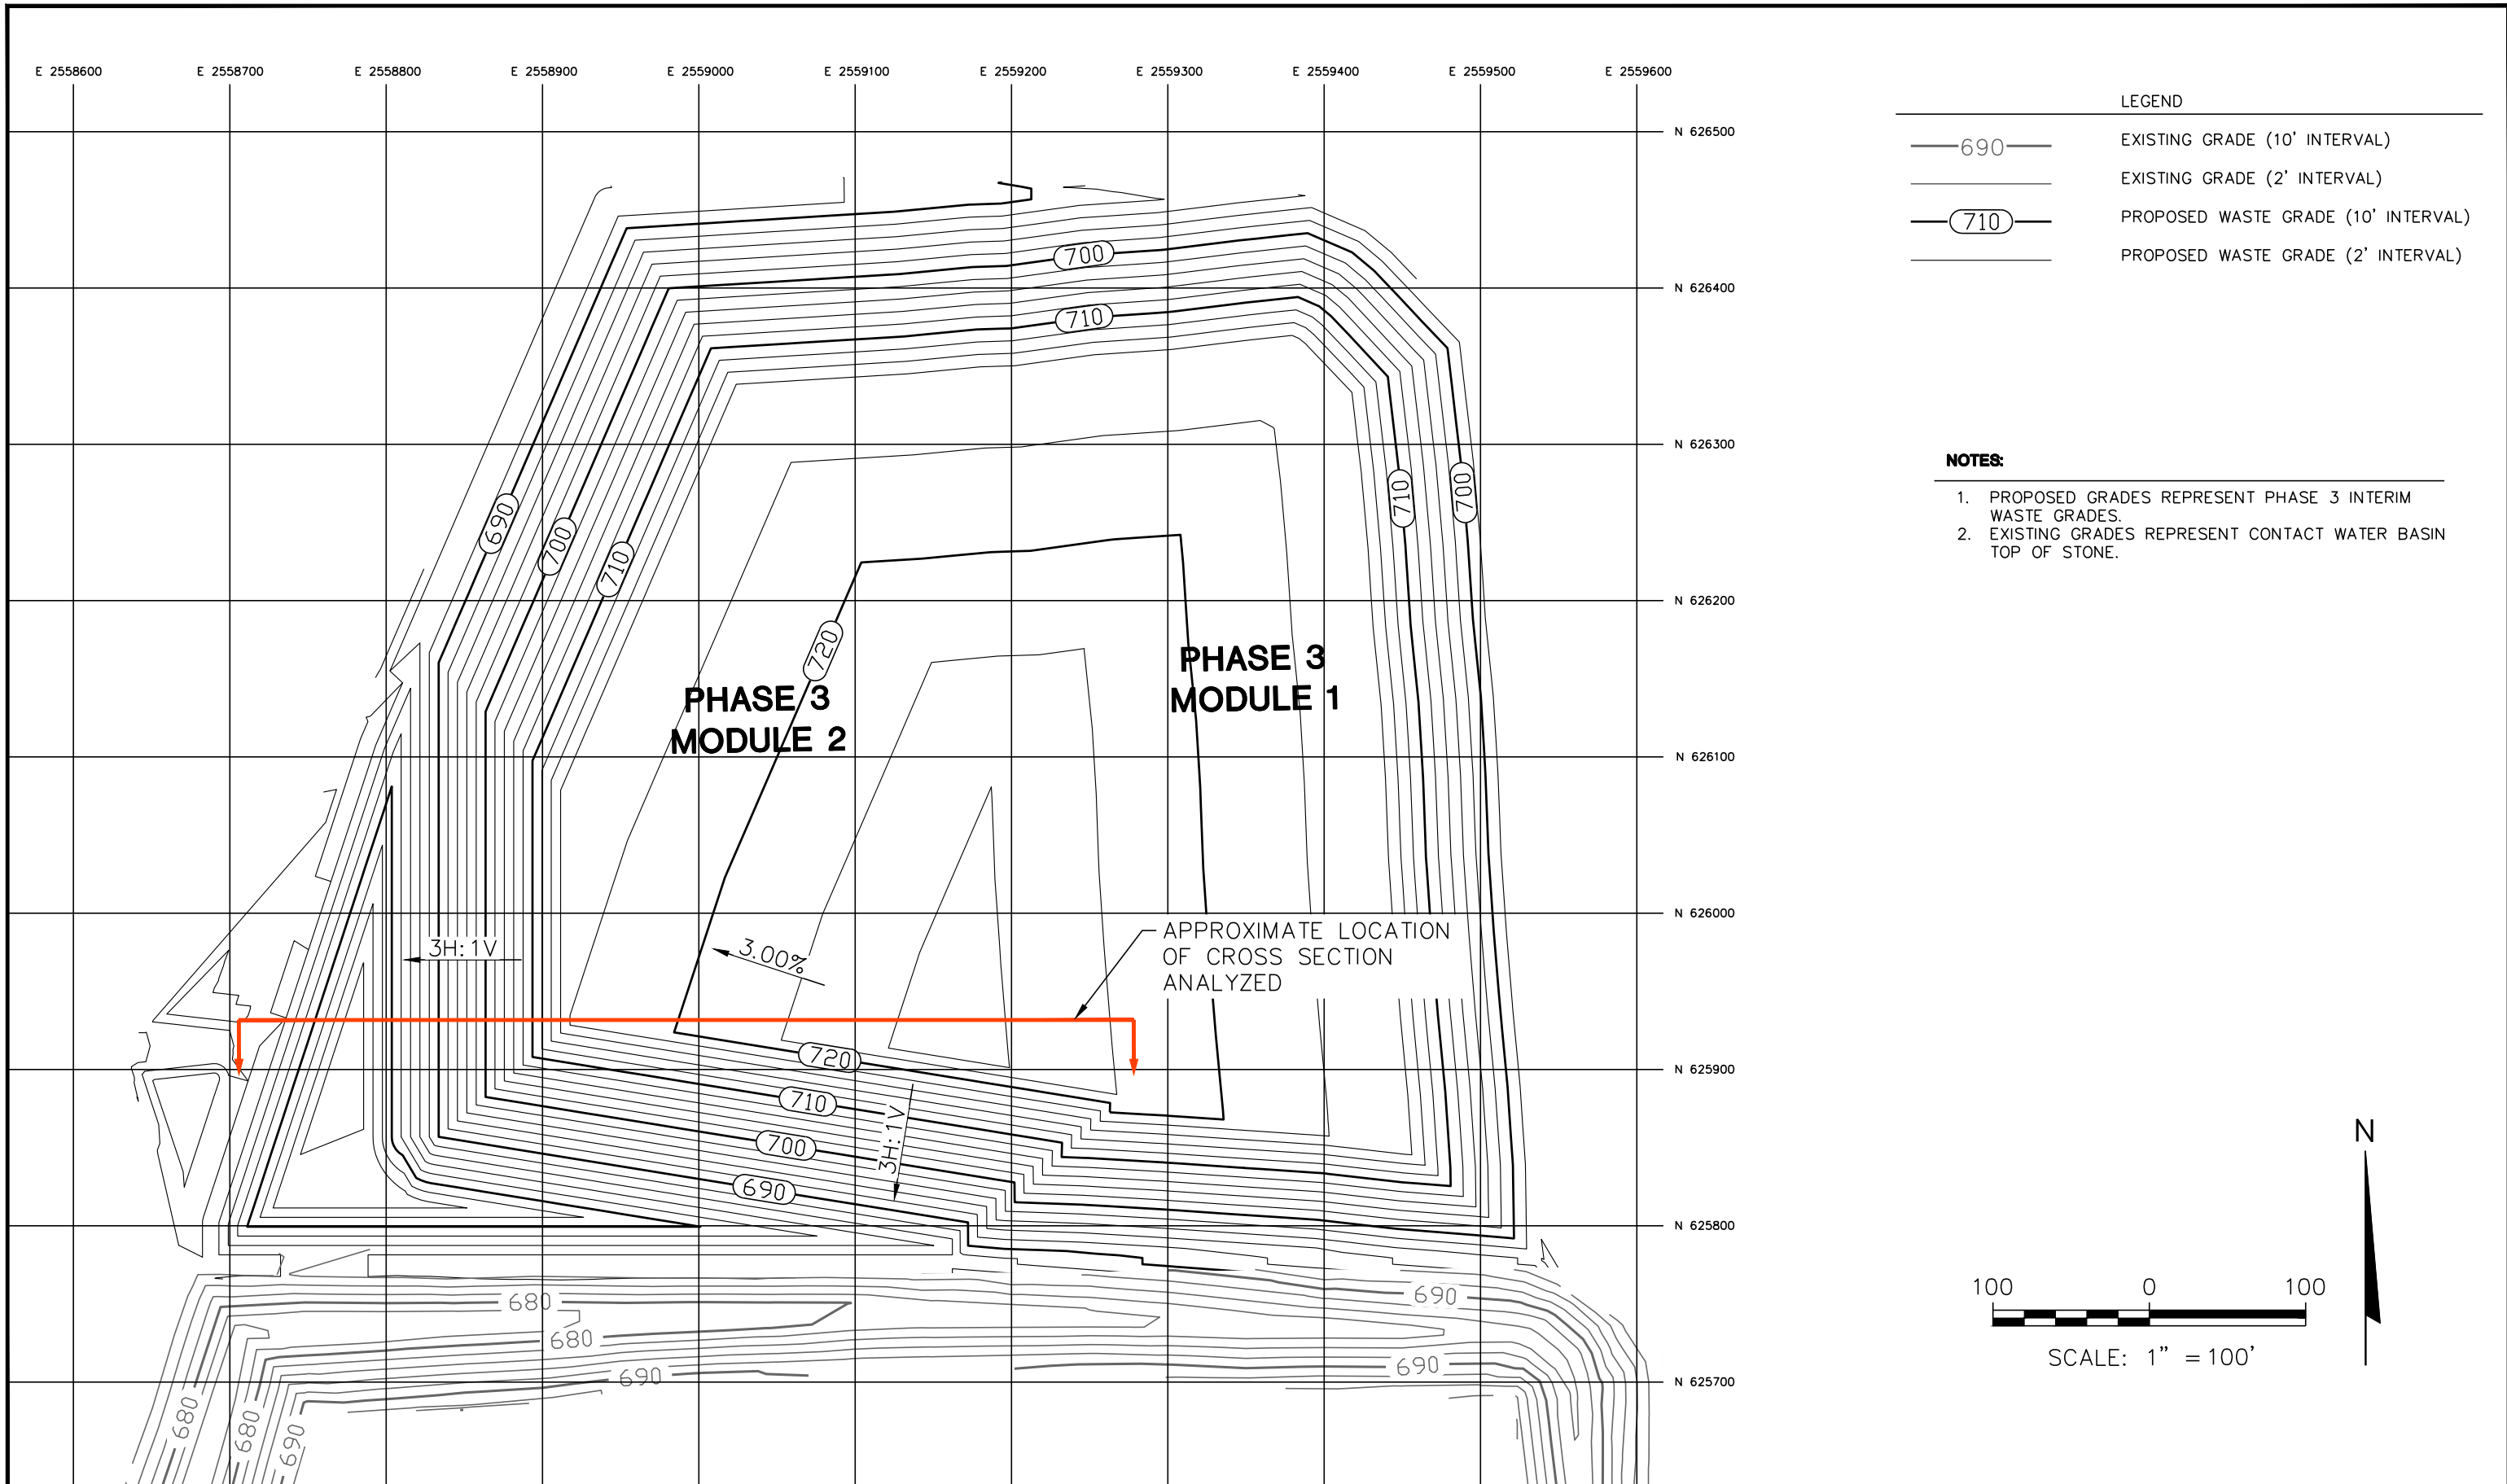 E 2558600
E 2558700
E 2558800
E 2558900
E 2559000
E 2559100
E 2559200
E 2559300
E 2559400
E 2559500
E 2559600
LEGEND
690
EXISTING GRADE (10' INTERVAL)
EXISTING GRADE (2' INTERVAL)
710
PROPOSED WASTE GRADE (10' INTERVAL)
PROPOSED WASTE GRADE (2' INTERVAL)
N 626500
N 626400
N 626300
N 626200
N 626100
N 626000
N 625900
N 625800
N 625700
NOTES:
1. PROPOSED GRADES REPRESENT PHASE 3 INTERIM
WASTE GRADES.
2. EXISTING GRADES REPRESENT CONTACT WATER BASIN
TOP OF STONE.
700
710
690
700
710
710
700
720
PHASE 3
MODULE 2
PHASE 3
MODULE 1
3H:1V
3.00%
APPROXIMATE LOCATION
OF CROSS SECTION
ANALYZED
720
710
700
690
3H:1V
680
680
690
690
690
680
680
690
N
100 0 100
SCALE: 1" = 100'